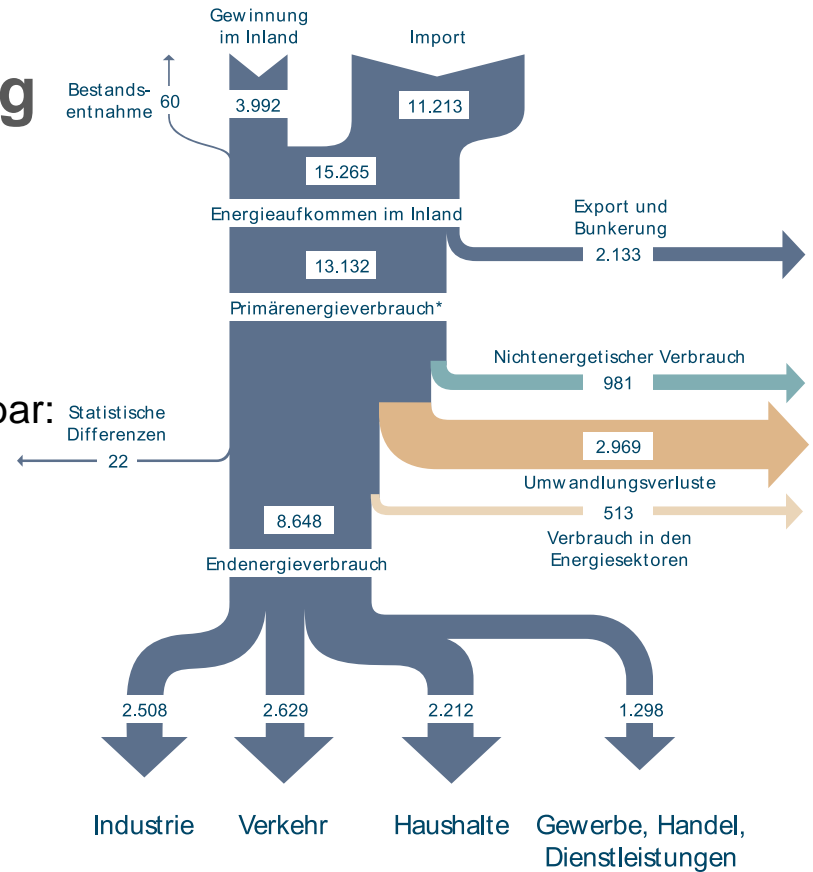 Gewinnung
im Inland
Import
g
Bestands-
entnahme
60
3.992
11.213
15.265
Energieaufkommen im Inland
Export und
Bunkerung
2.133
13.132
Primärenergieverbrauch*
Nichtenergetischer Verbrauch
981
bar:
Statistische
Differenzen
22
2.969
Umwandlungsverluste
513
Verbrauch in den
Energiesektoren
8.648
Endenergieverbrauch
2.508
2.629
2.212
1.298
Industrie
Verkehr
Haushalte
Gewerbe, Handel,
Dienstleistungen